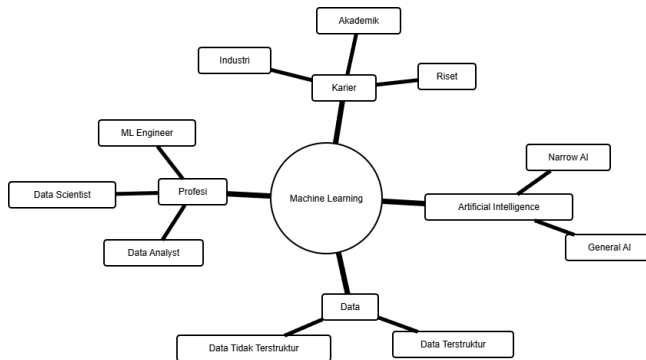 Akademik
Industri
Riset
Karier
ML Engineer
Narrow AI
Data Scientist
Profesi
Machine Learning
Artificial Intelligence
Data Analyst
General AI
Data
Data Tidak Terstruktur
Data Terstruktur